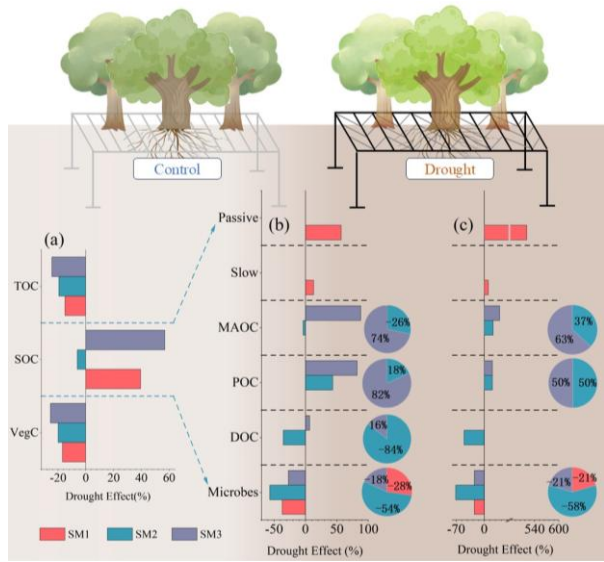 Control
Drought
(a)
TOC
SOC
VegC
-20 0 20 40 60
Drought Effect(%)
SM1 SM2 SM3
(b)
Passive
Slow
MAOC
POC
DOC
Microbes
-26%
74%
18%
82%
16%
-84%
-18%
-28%
-54%
-50 0 50 100
Drought Effect (%)
(c)
37%
63%
50% 50%
-21%
-21%
-58%
-70 0 540 600
Drought Effect (%)